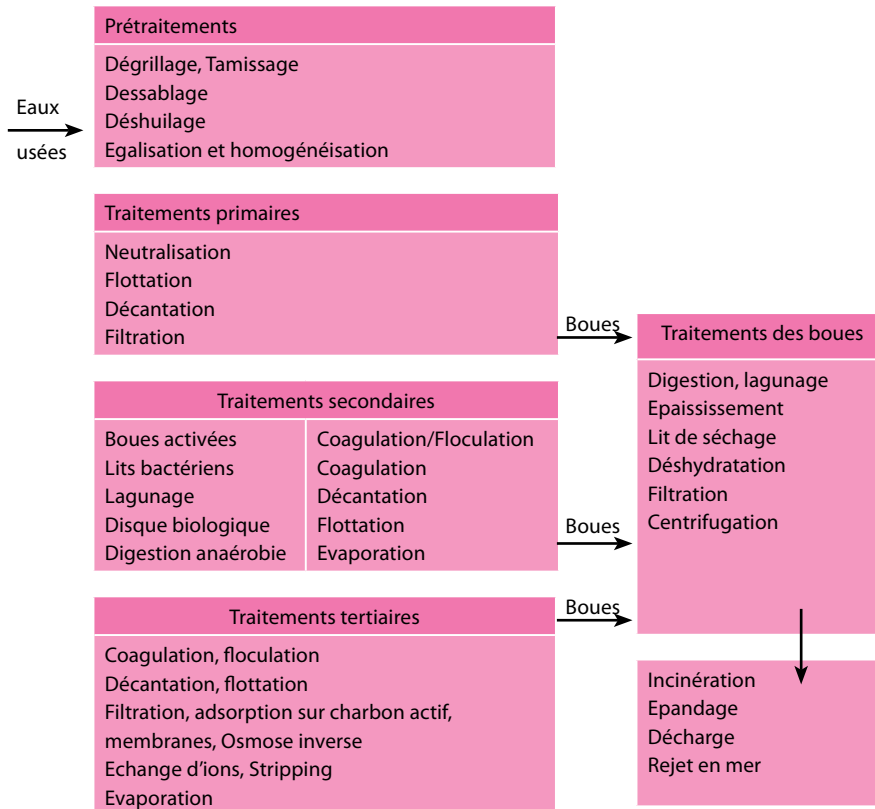 Eaux
usées
Prétraitements
Dégrillage, Tamissage
Dessablage
Déshuilage
Egalisation et homogénéisation
Traitements primaires
Neutralisation
Flottation
Décantation
Filtration
Boues
Traitements secondaires
Boues activées
Lits bactériens
Lagunage
Disque biologique
Digestion anaérobie
Coagulation/Floculation
Coagulation
Décantation
Flottation
Evaporation
Boues
Traitements tertiaires
Coagulation, floculation
Décantation, flottation
Filtration, adsorption sur charbon actif,
membranes, Osmose inverse
Echange d'ions, Stripping
Evaporation
Boues
Traitements des boues
Digestion, lagunage
Epaississement
Lit de séchage
Déshydratation
Filtration
Centrifugation
Incinération
Epandage
Décharge
Rejet en mer